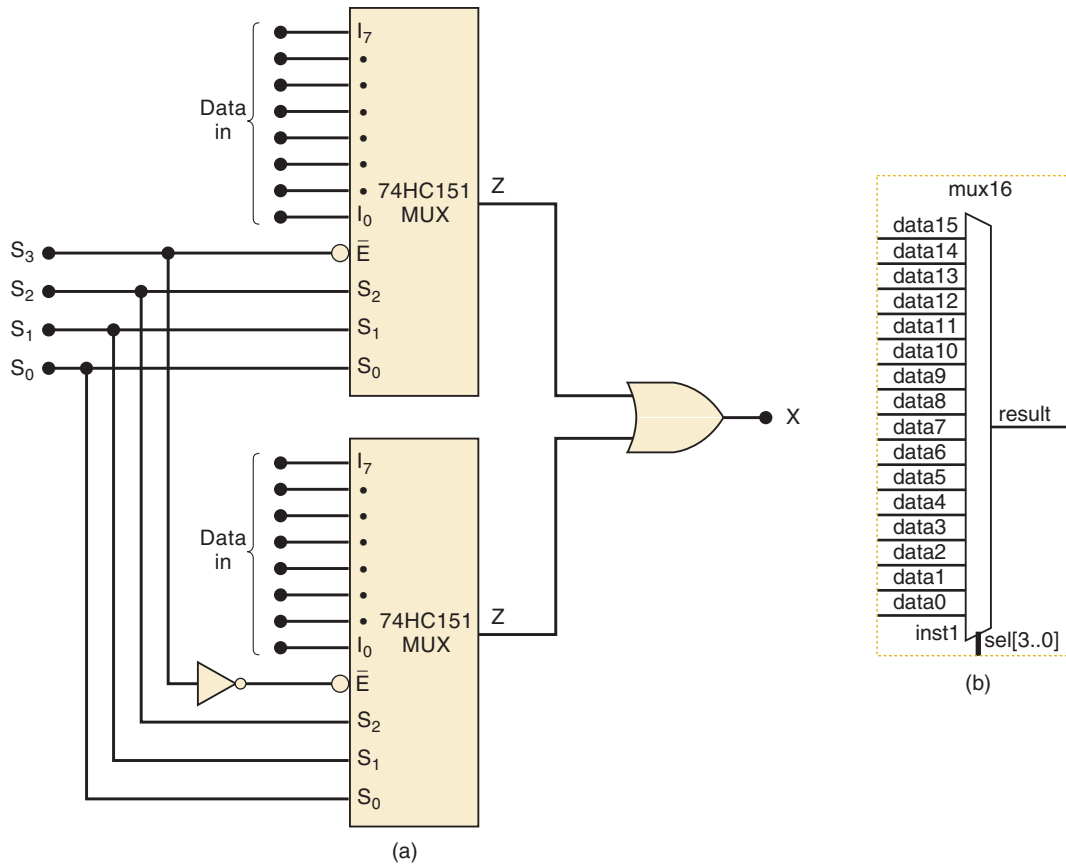 I₇
Data
in
74HC151
MUX
I₀
Z
S₃
E̅
S₂
S₂
S₁
S₁
S₀
S₀
X
I₇
Data
in
74HC151
MUX
I₀
Z
E̅
S₂
S₁
S₀
(a)
mux16
data15
data14
data13
data12
data11
data10
data9
data8
data7
result
data6
data5
data4
data3
data2
data1
data0
inst1
sel[3..0]
(b)